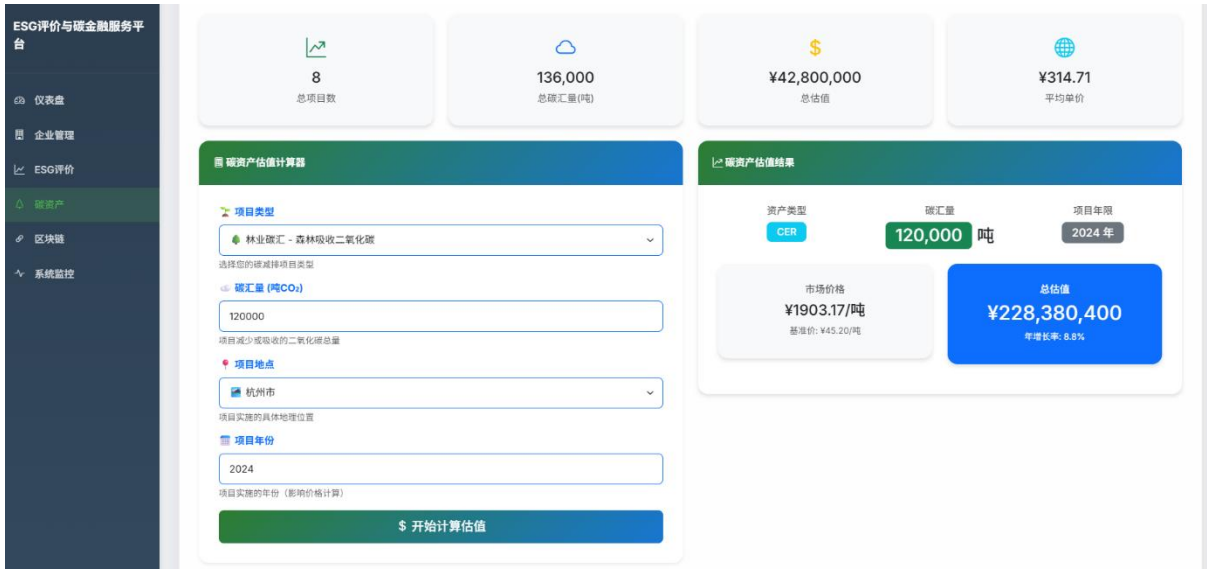 ESG评价与碳金融服务平
台
仪表盘
企业管理
ESG评价
碳资产
区块链
系统监控
8
总项目数
136,000
总碳汇量(吨)
$
¥42,800,000
总估值
¥314.71
平均单价
碳资产估值计算器
项目类型
林业碳汇 - 森林吸收二氧化碳
选择您的碳减排项目类型
碳汇量 (吨CO₂)
120000
项目减少或吸收的二氧化碳总量
项目地点
杭州市
项目实施的具体地理位置
项目年份
2024
项目实施的年份（影响价格计算）
$ 开始计算估值
碳资产估值结果
资产类型
CER
碳汇量
120,000 吨
项目年限
2024 年
市场价格
¥1903.17/吨
基准价: ¥45.20/吨
总估值
¥228,380,400
年增长率: 8.8%